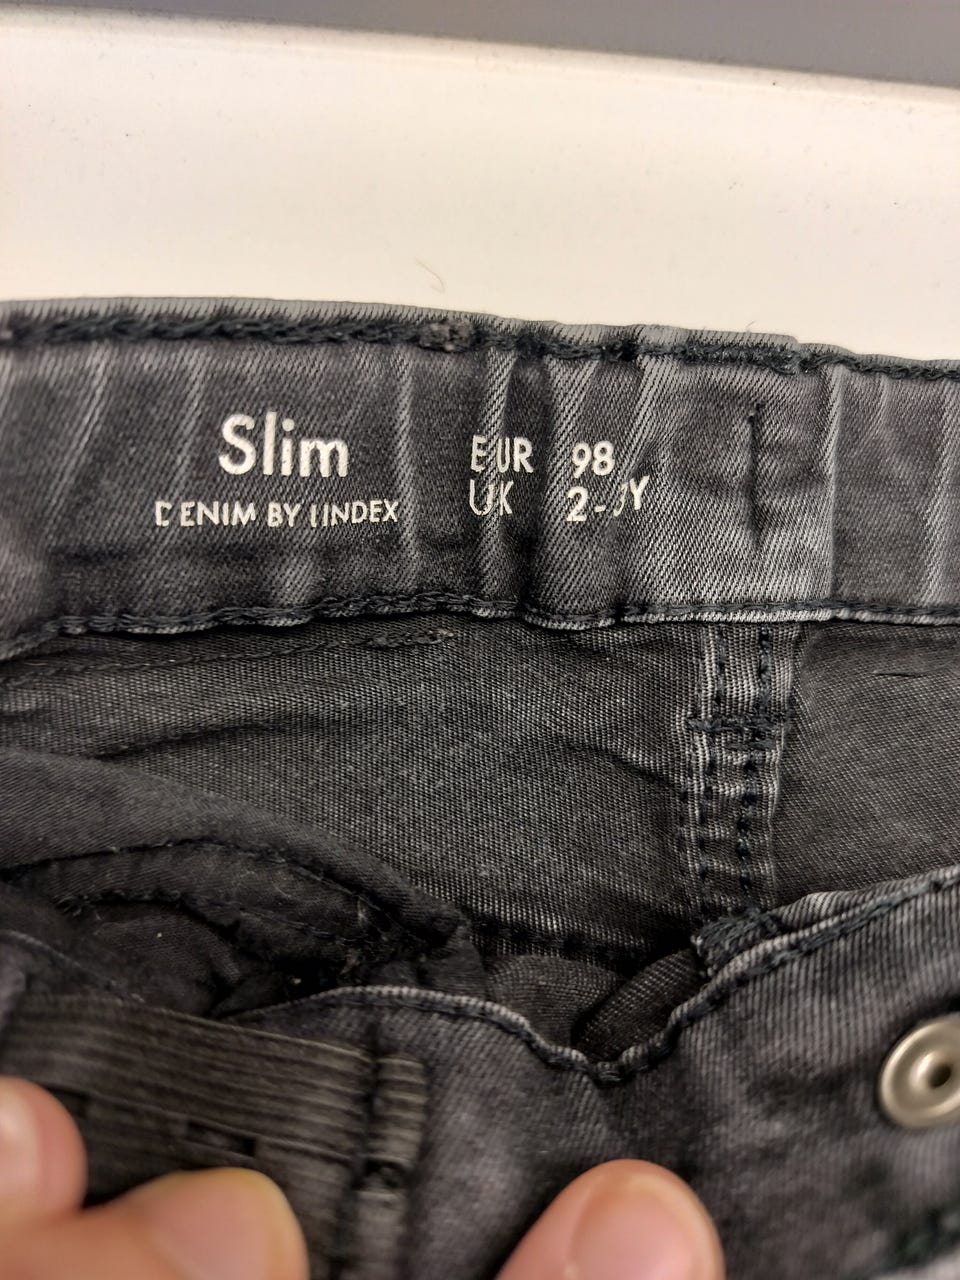 Slim
DENIM BY LINDEX
EUR 98
UK 2-3Y